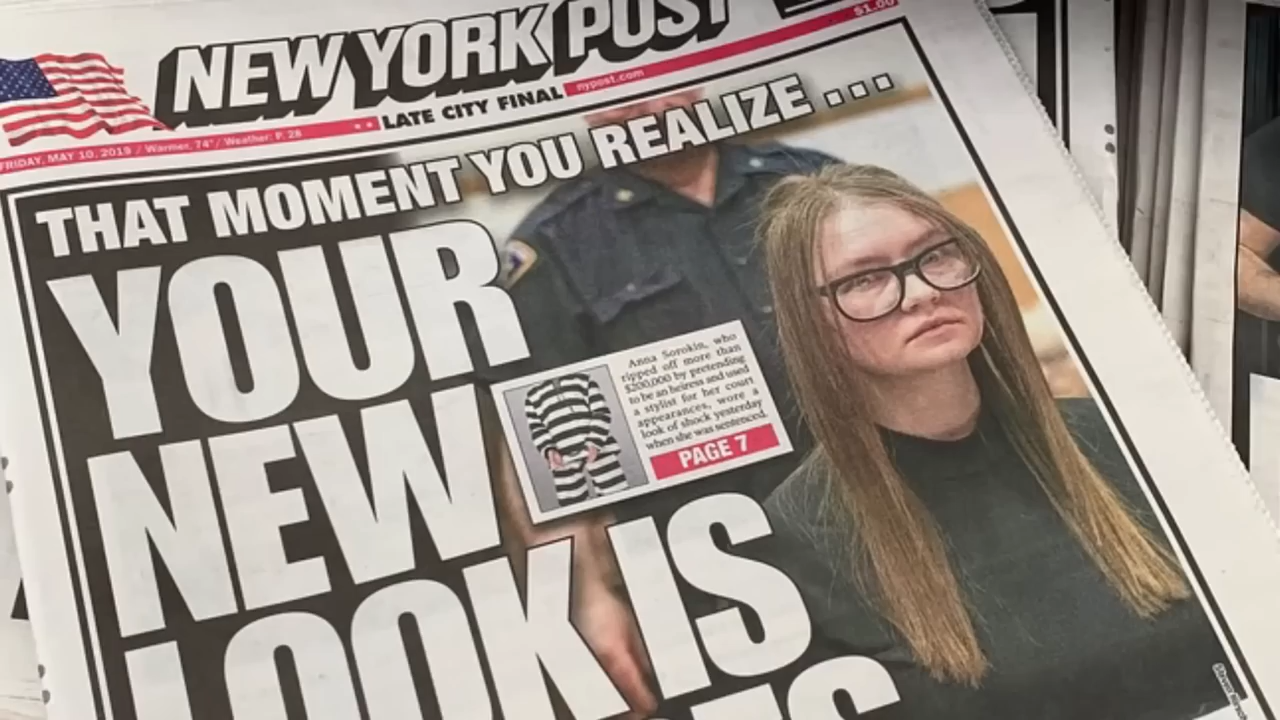 NEW YORK POST
$1.00
LATE CITY FINAL
nypost.com
FRIDAY, MAY 10, 2019 / Warmer, 74° / Weather: P. 28
THAT MOMENT YOU REALIZE ...
YOUR
NEW
LOOK IS
Anna Sorokin, who
ripped off more than
$200,000 by pretending
to be an heiress and used
a stylist for her court
appearances, wore a
look of shock yesterday
when she was sentenced.
PAGE 7